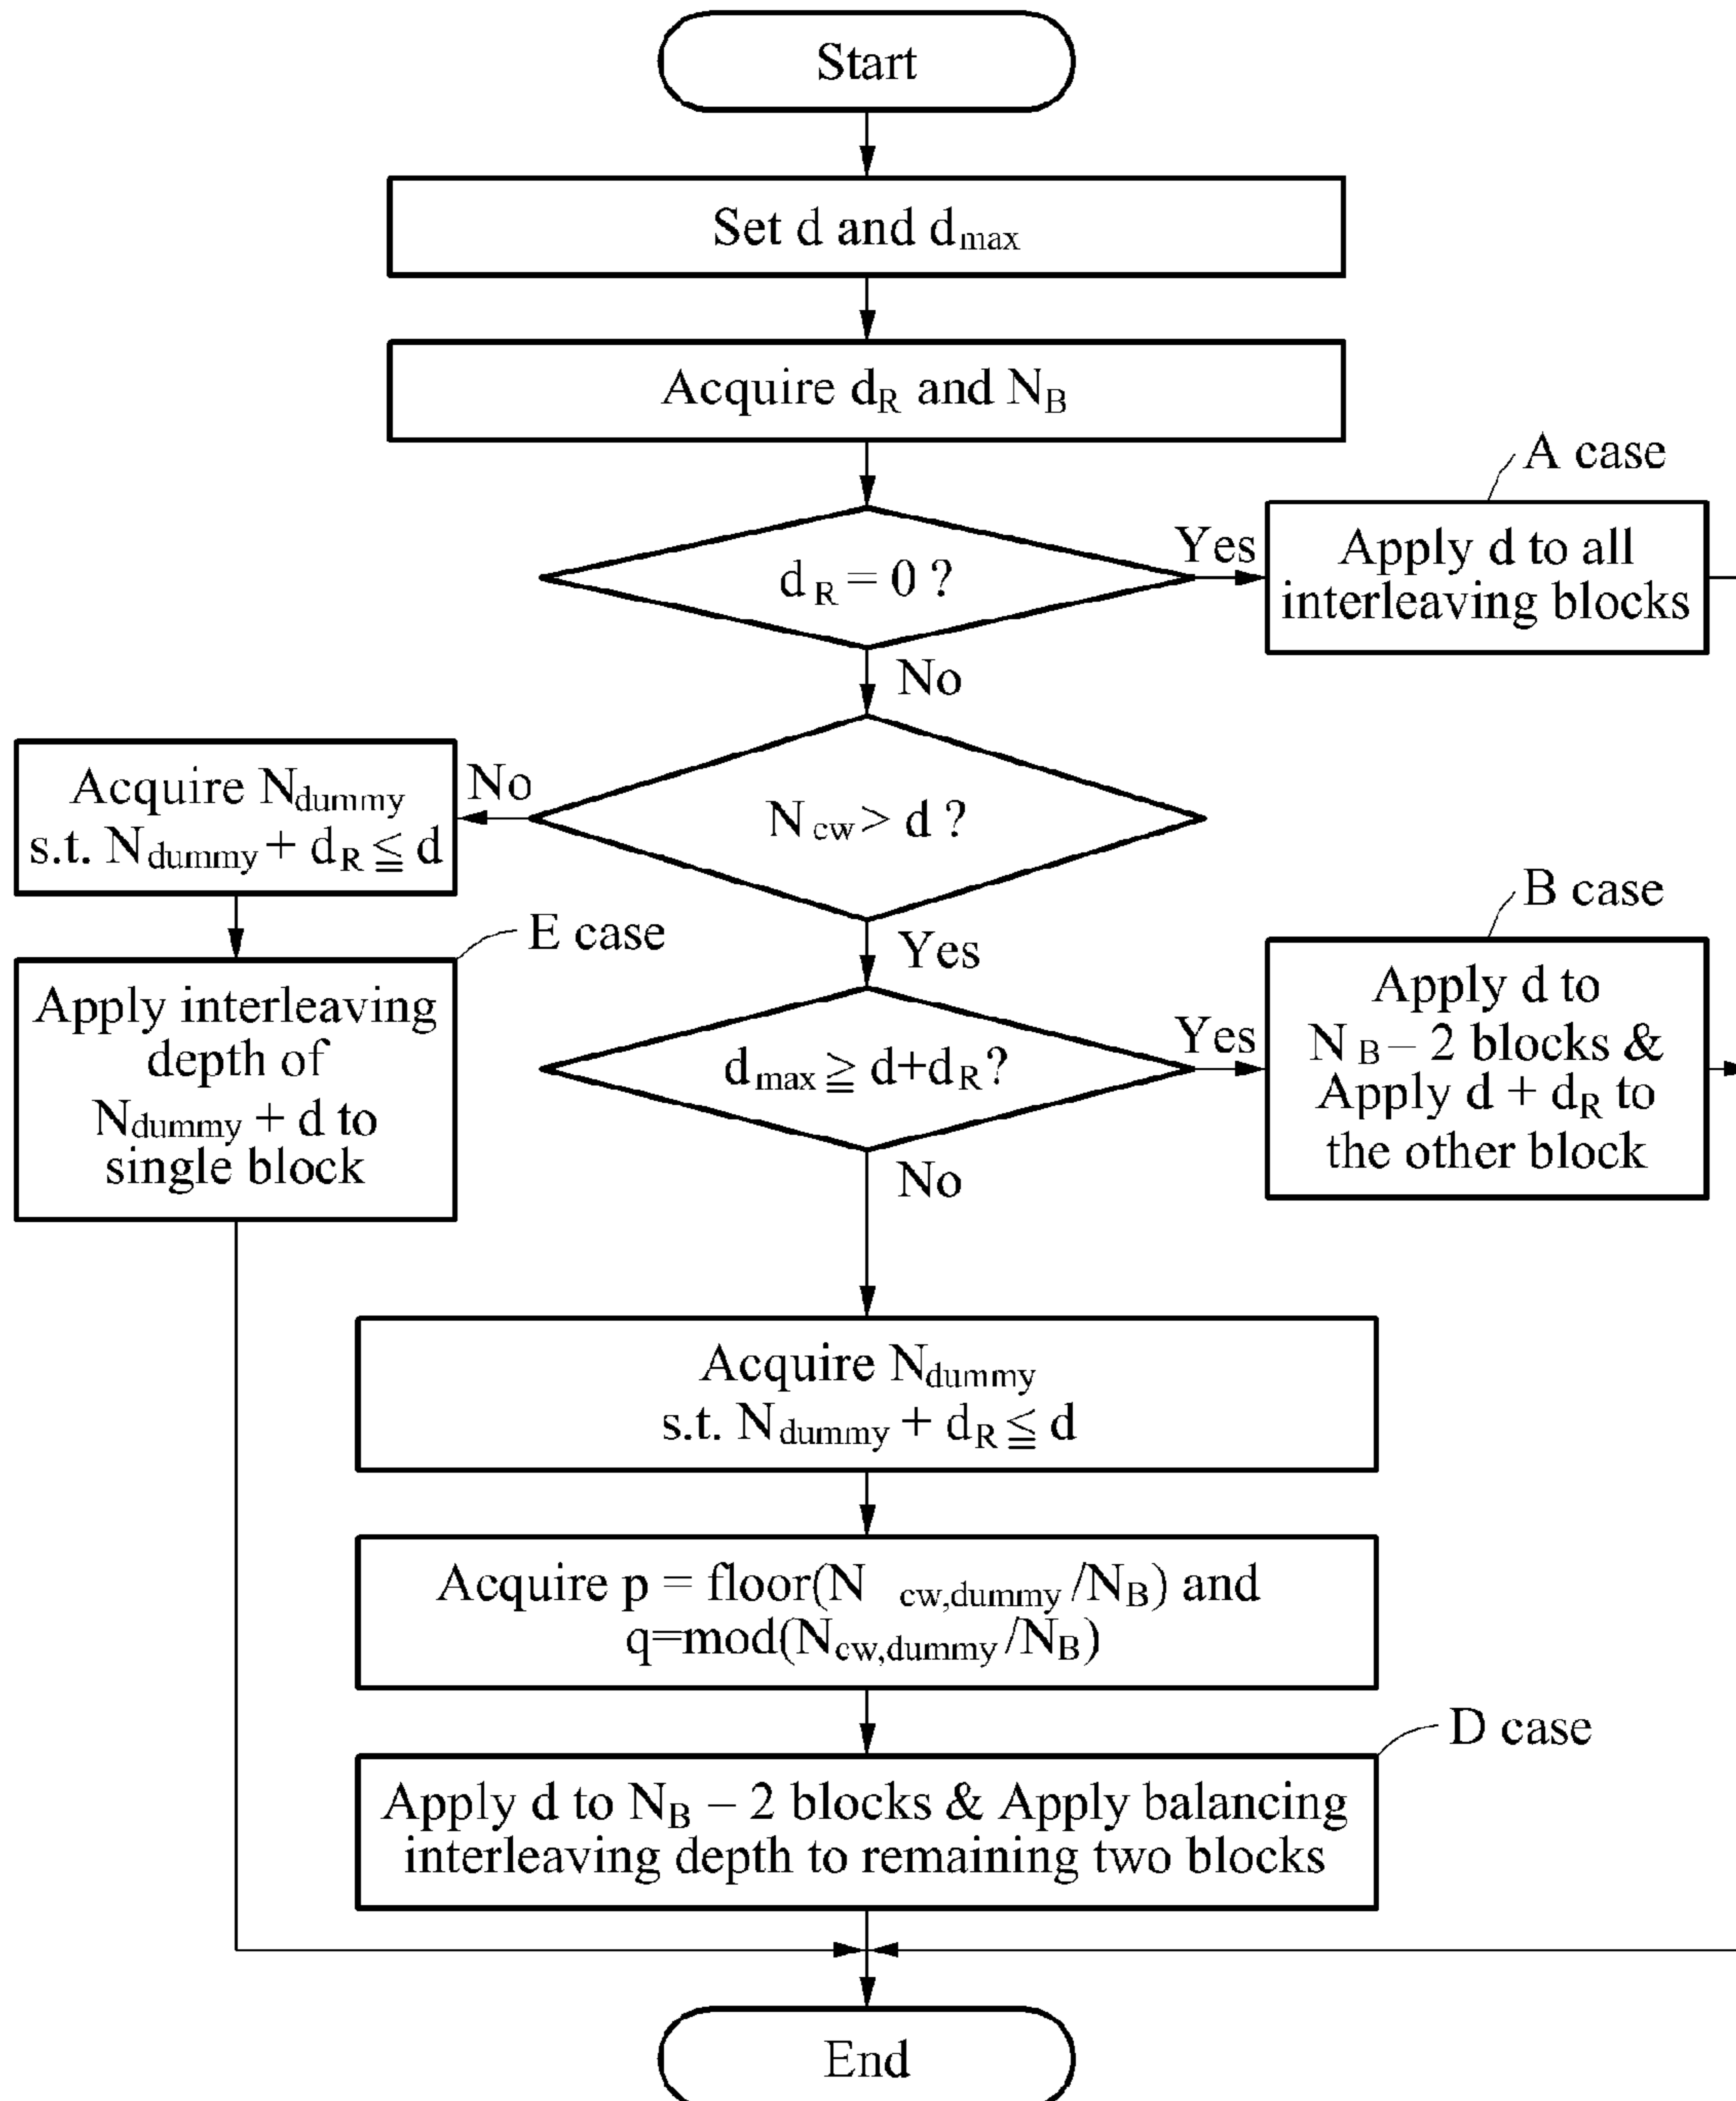 Start
Set d and dmax
Acquire dR and NB
A case
dR = 0 ?
Yes
Apply d to all
interleaving blocks
No
Acquire Ndummy
s.t. Ndummy + dR ≦ d
No
Ncw > d ?
Yes
B case
E case
Apply interleaving
depth of
Ndummy + d to
single block
dmax ≧ d+dR?
Yes
Apply d to
NB – 2 blocks &
Apply d + dR to
the other block
No
Acquire Ndummy
s.t. Ndummy + dR ≦ d
Acquire p = floor(N cw,dummy /NB) and
q=mod(Ncw,dummy /NB)
D case
Apply d to NB – 2 blocks & Apply balancing
interleaving depth to remaining two blocks
End